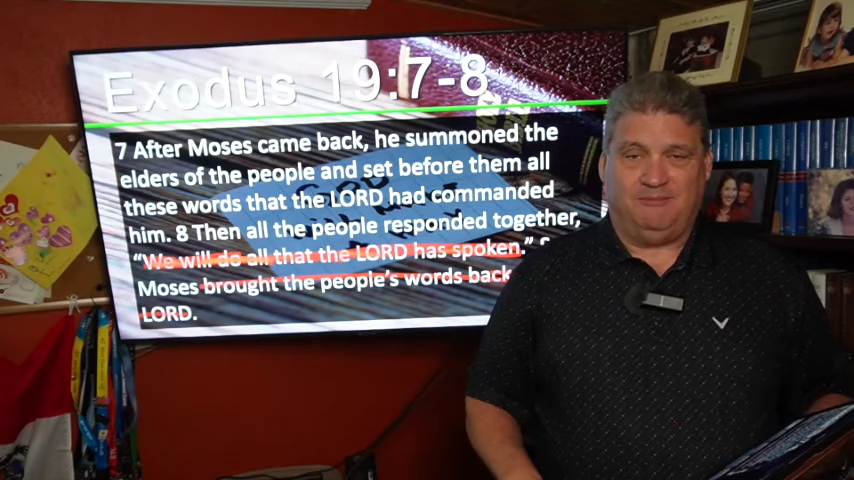 Exodus 19:7-8
7 After Moses came back, he summoned the
elders of the people and set before them all
these words that the LORD had commanded
him. 8 Then all the people responded together,
“We will do all that the LORD has spoken.”
Moses brought the people’s words back
LORD.